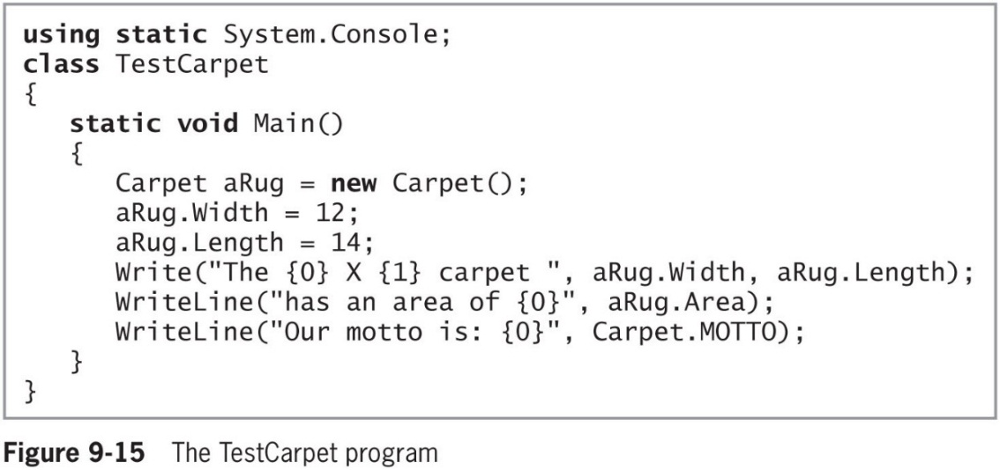 using static System.Console;
class TestCarpet
{
   static void Main()
   {
      Carpet aRug = new Carpet();
      aRug.Width = 12;
      aRug.Length = 14;
      Write("The {0} X {1} carpet ", aRug.Width, aRug.Length);
      WriteLine("has an area of {0}", aRug.Area);
      WriteLine("Our motto is: {0}", Carpet.MOTTO);
   }
}
Figure 9-15 The TestCarpet program